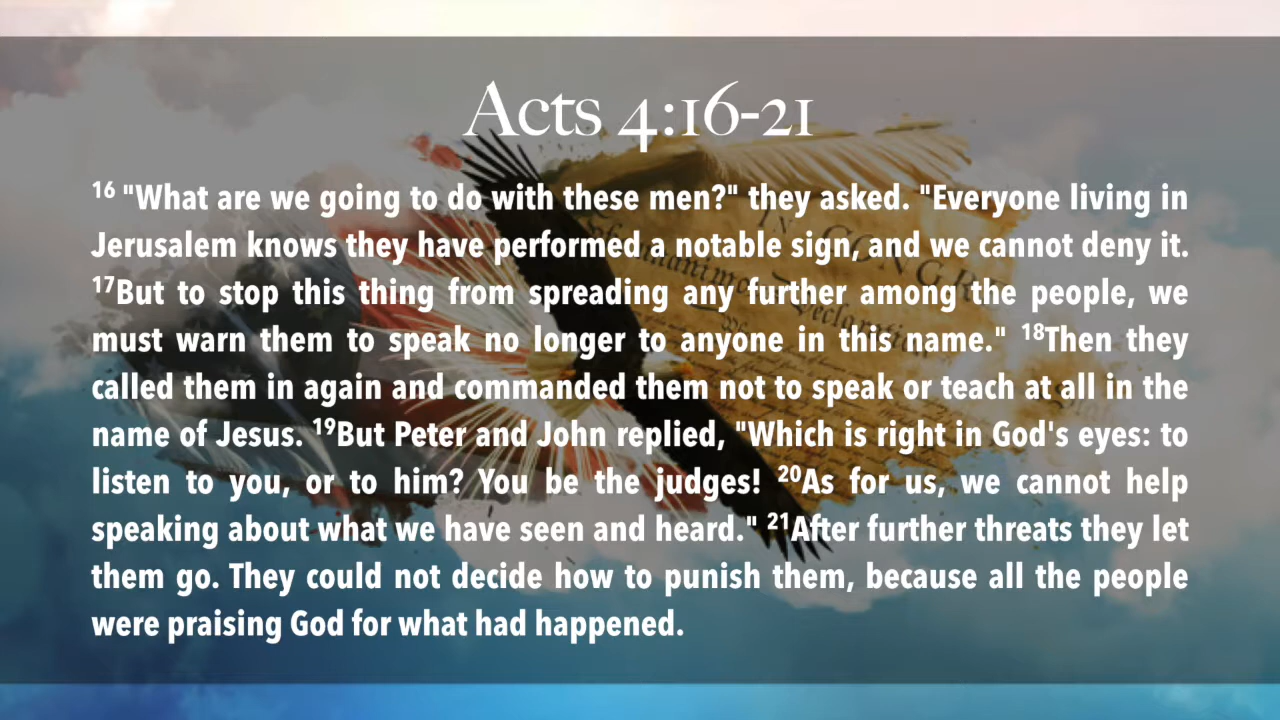 Acts 4:16-21
16 "What are we going to do with these men?" they asked. "Everyone living in
Jerusalem knows they have performed a notable sign, and we cannot deny it.
17But to stop this thing from spreading any further among the people, we
must warn them to speak no longer to anyone in this name." 18Then they
called them in again and commanded them not to speak or teach at all in the
name of Jesus. 19But Peter and John replied, "Which is right in God's eyes: to
listen to you, or to him? You be the judges! 20As for us, we cannot help
speaking about what we have seen and heard." 21After further threats they let
them go. They could not decide how to punish them, because all the people
were praising God for what had happened.